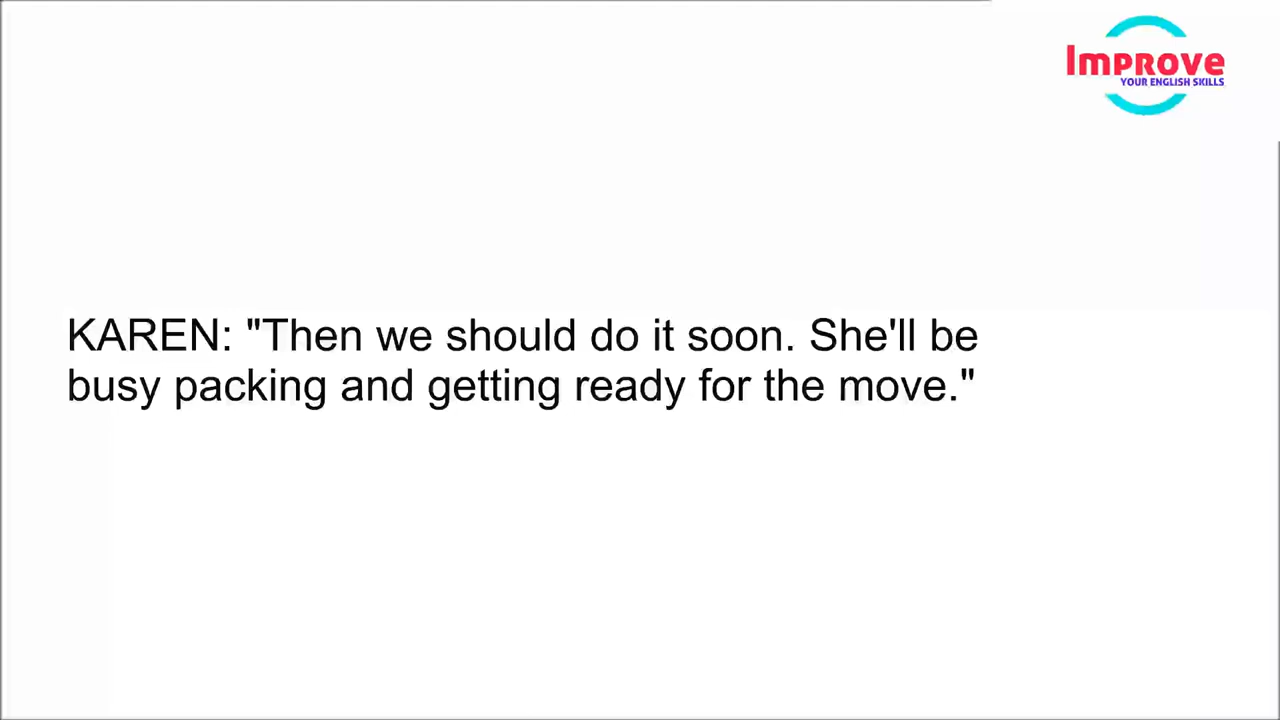 Improve
YOUR ENGLISH SKILLS
KAREN: "Then we should do it soon. She'll be
busy packing and getting ready for the move."